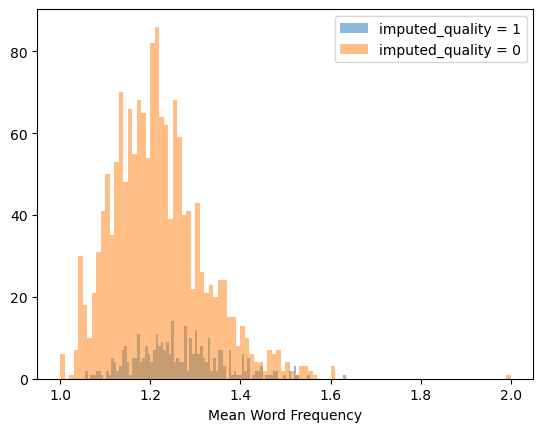 imputed_quality = 1
imputed_quality = 0
80
60
40
20
0
1.0 1.2 1.4 1.6 1.8 2.0
Mean Word Frequency